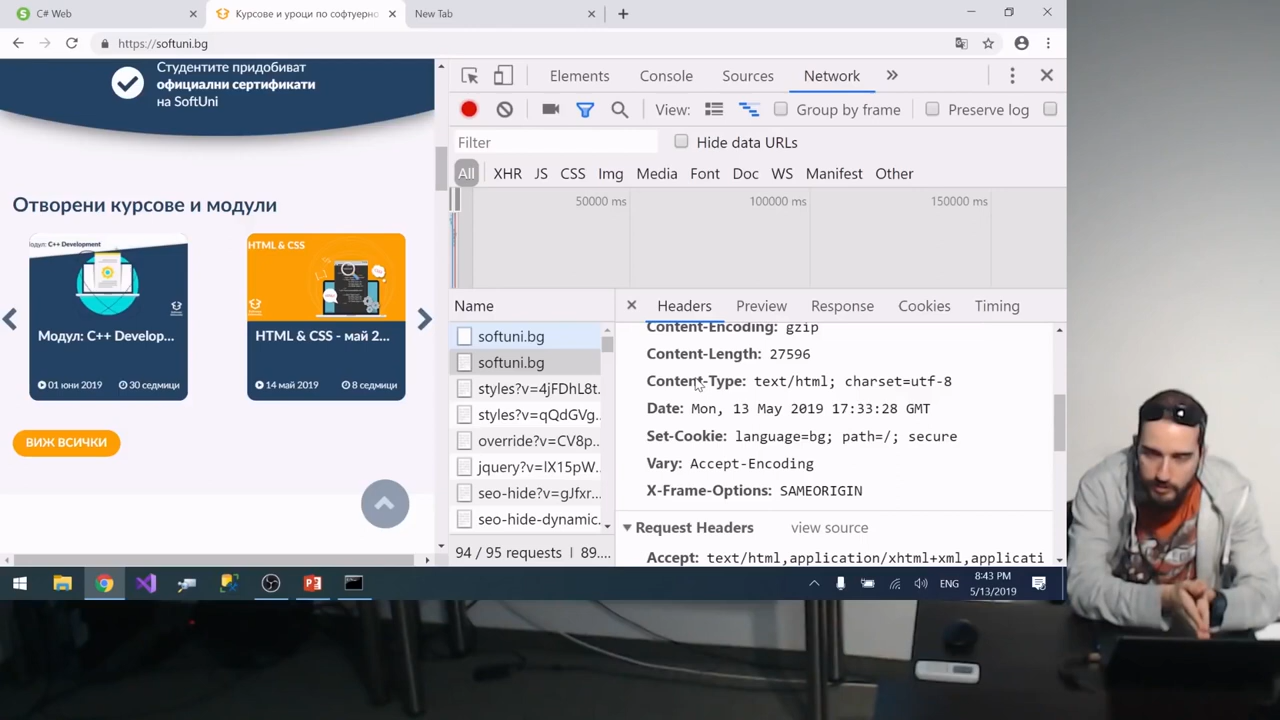 C# Web
Курсове и уроци по софтуерно
New Tab
https://softuni.bg
Студентите придобиват
официални сертификати
на SoftUni
Отворени курсове и модули
Модул: C++ Development
Модул: C++ Develop...
01 юни 2019
30 седмици
HTML & CSS
HTML & CSS - май 2...
14 май 2019
8 седмици
ВИЖ ВСИЧКИ
Elements
Console
Sources
Network
View:
Group by frame
Preserve log
Filter
Hide data URLs
All
XHR
JS
CSS
Img
Media
Font
Doc
WS
Manifest
Other
50000 ms
100000 ms
150000 ms
Name
softuni.bg
softuni.bg
styles?v=4jFDhL8t.
styles?v=qQdGVg.
override?v=CV8p...
jquery?v=IX15pW..
seo-hide?v=gJfxr...
seo-hide-dynamic.
94 / 95 requests
89....
Headers
Preview
Response
Cookies
Timing
Content-Encoding: gzip
Content-Length: 27596
Content-Type: text/html; charset=utf-8
Date: Mon, 13 May 2019 17:33:28 GMT
Set-Cookie: language=bg; path=/; secure
Vary: Accept-Encoding
X-Frame-Options: SAMEORIGIN
Request Headers
view source
Accept: text/html,application/xhtml+xml,applicati
ENG
8:43 PM
5/13/2019